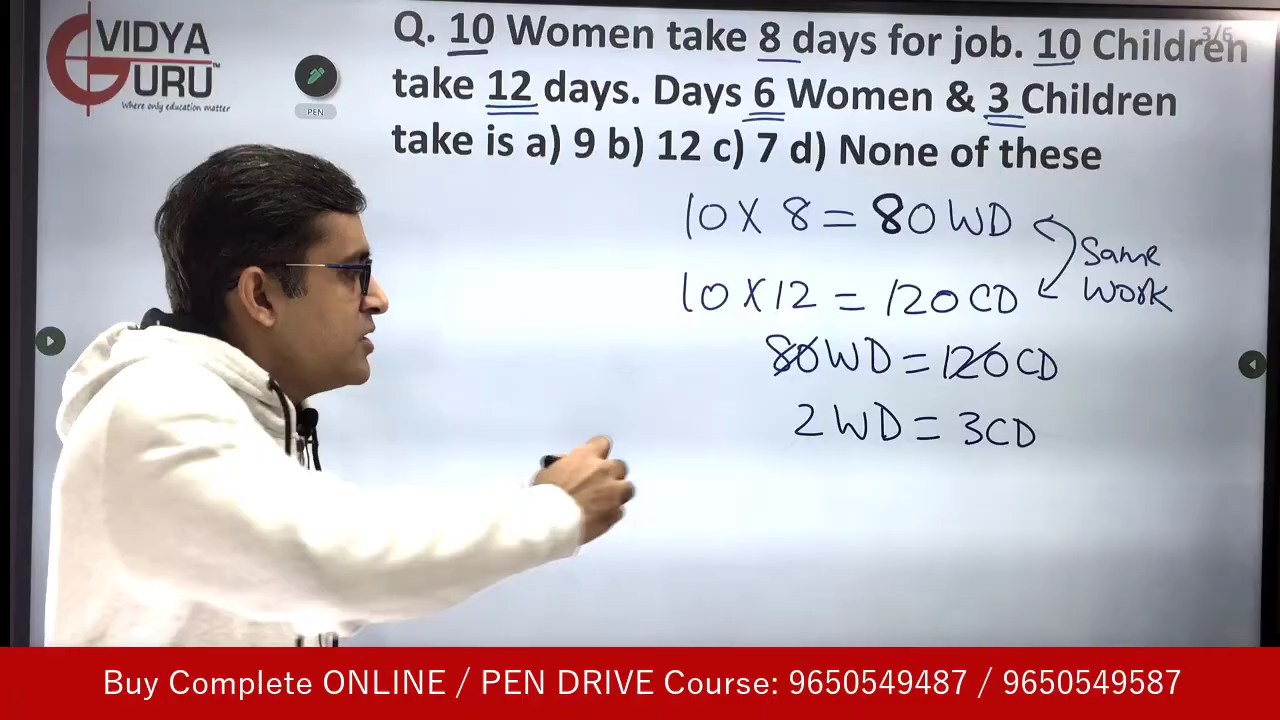 VIDYA
GURU™
Where only education matter
PEN
3/6
Q. 10 Women take 8 days for job. 10 Children
take 12 days. Days 6 Women & 3 Children
take is a) 9 b) 12 c) 7 d) None of these
10 X 8 = 80 WD
Same
Work
10 X 12 = 120 CD
80 WD = 120 CD
2 WD = 3 CD
Buy Complete ONLINE / PEN DRIVE Course: 9650549487 / 9650549587